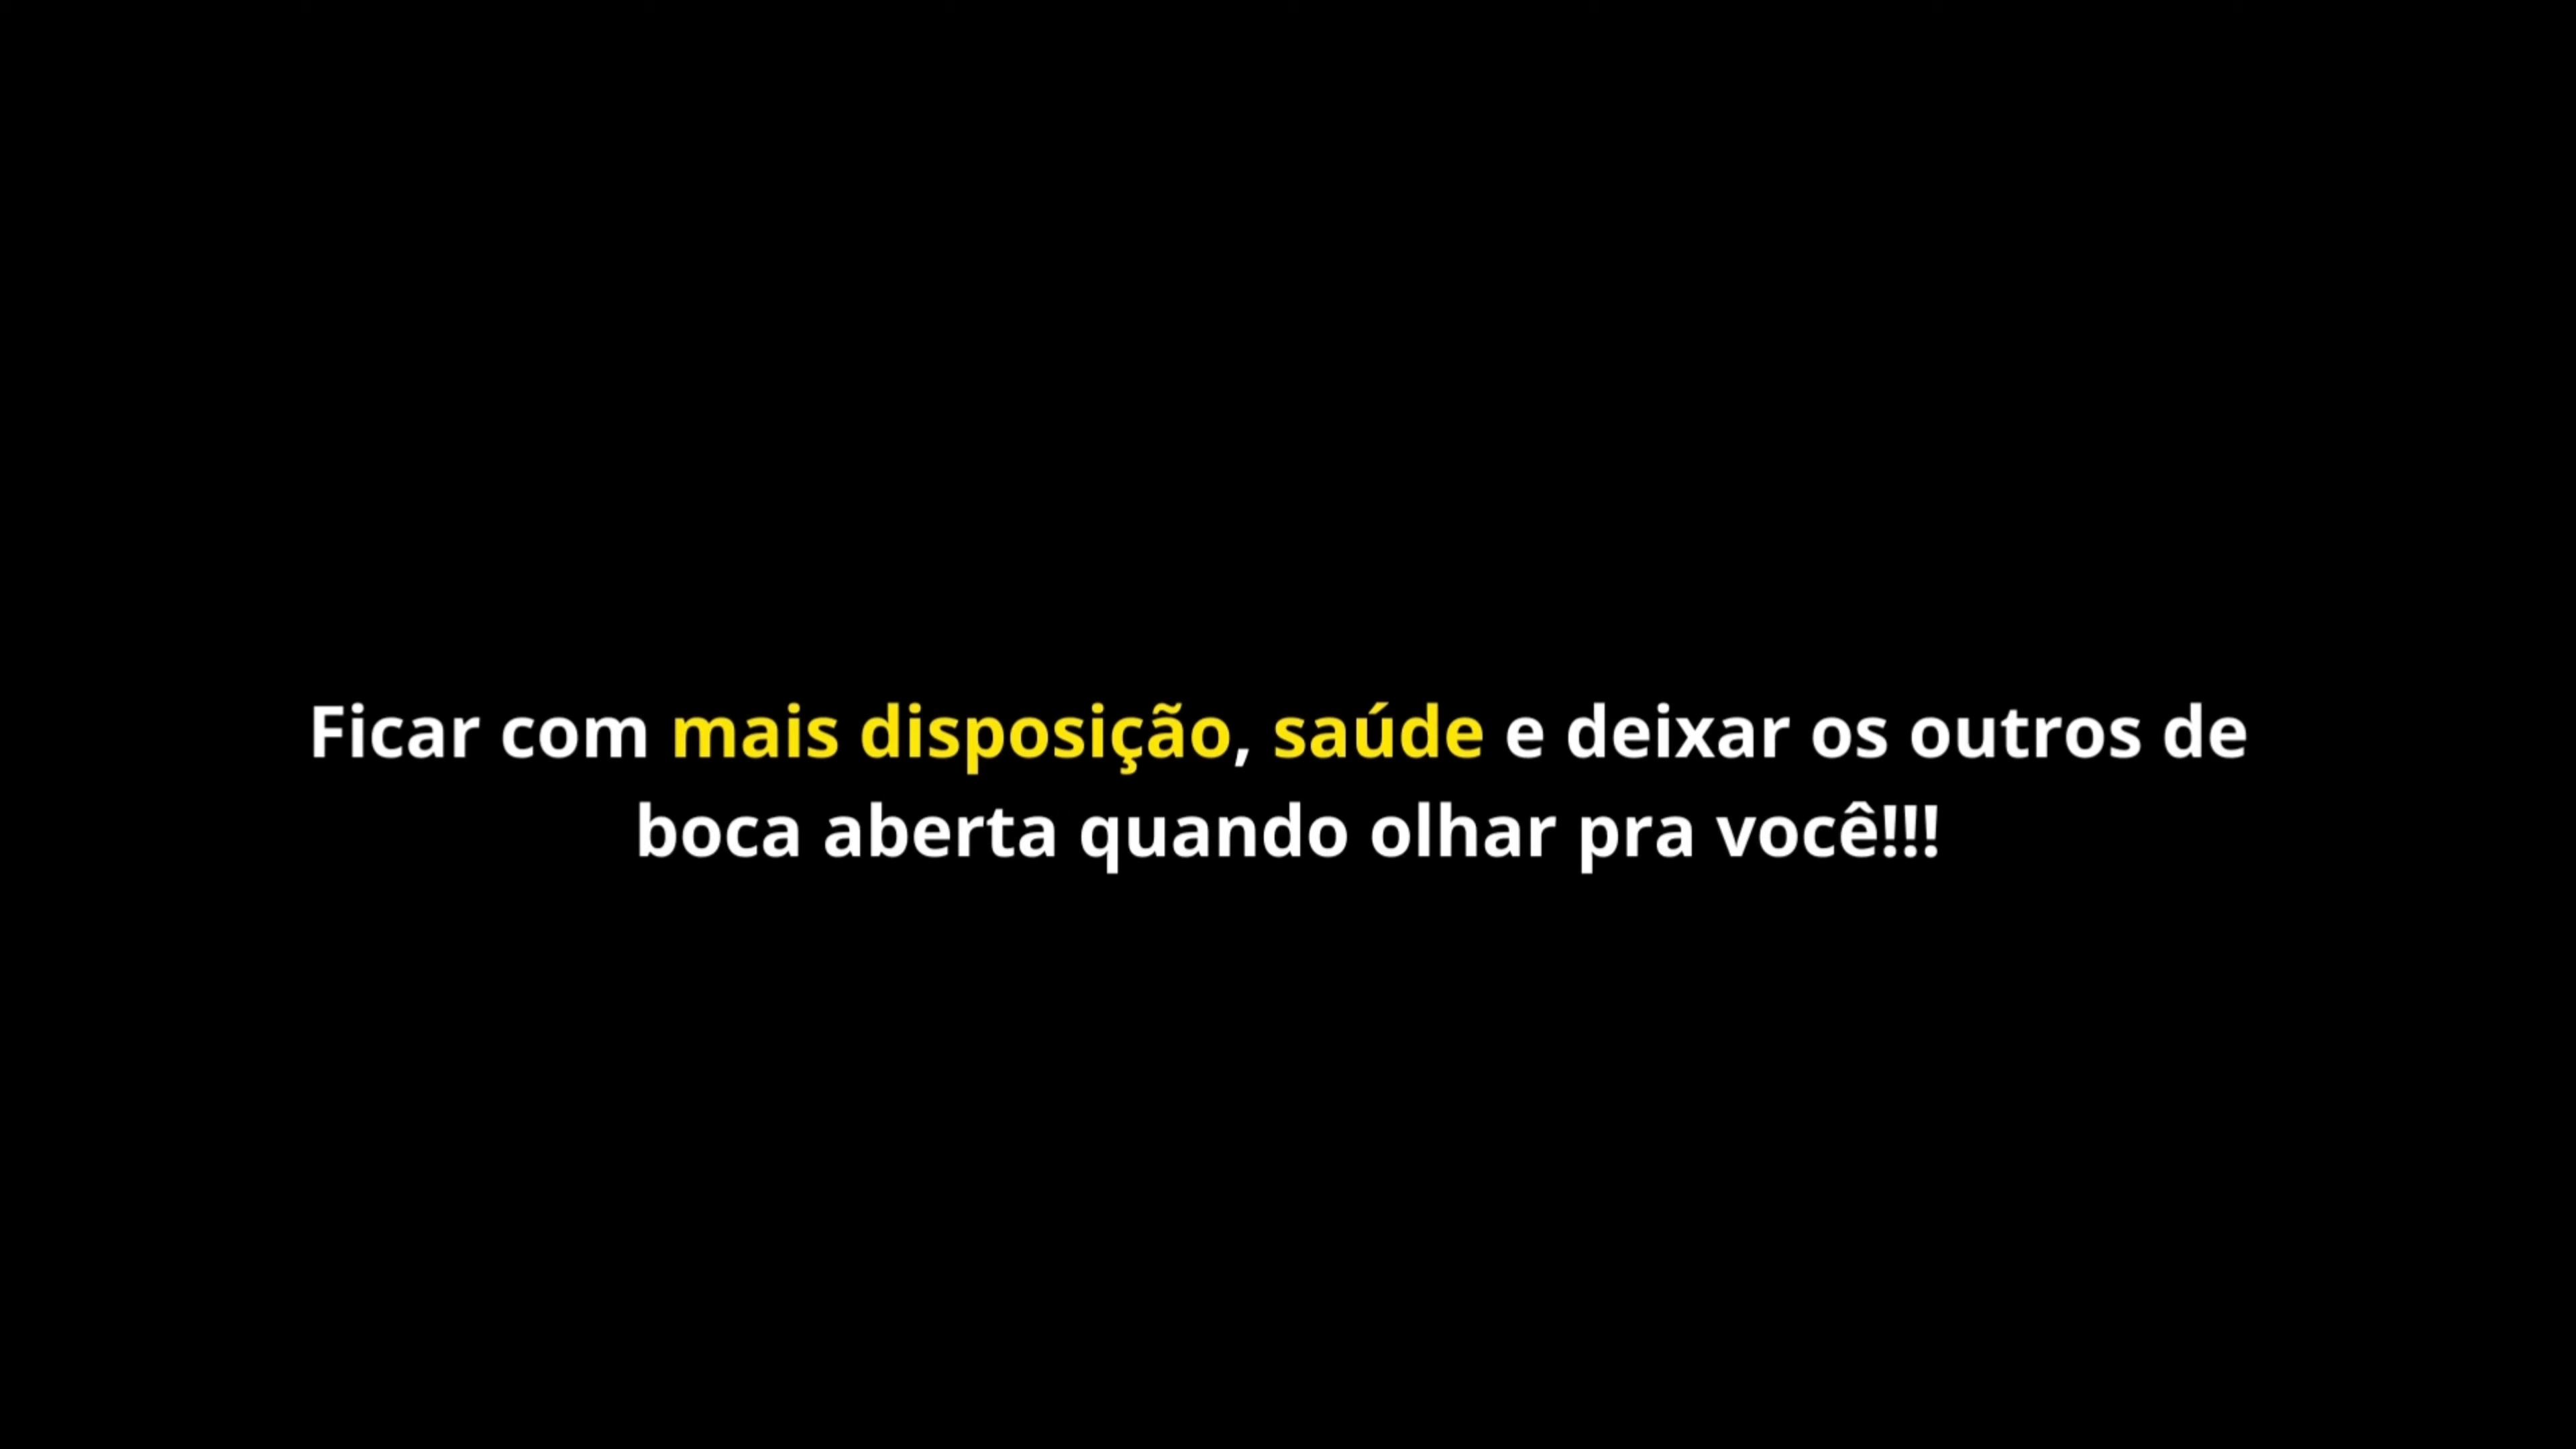 Ficar com mais disposição, saúde e deixar os outros de
boca aberta quando olhar pra você!!!